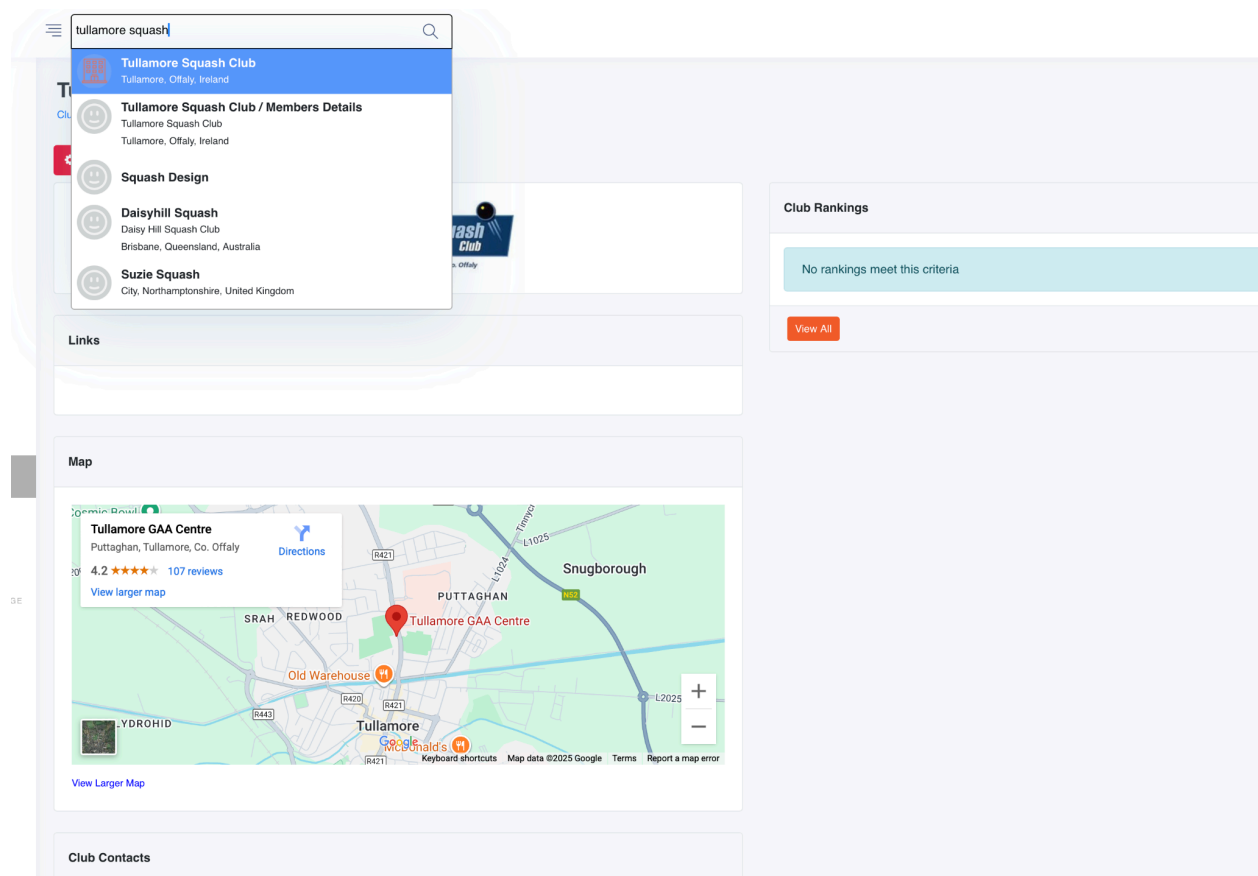 tullamore squash
Tullamore Squash Club
Tullamore, Offaly, Ireland
Tullamore Squash Club / Members Details
Tullamore Squash Club
Tullamore, Offaly, Ireland
Squash Design
Daisyhill Squash
Daisy Hill Squash Club
Brisbane, Queensland, Australia
Suzie Squash
City, Northamptonshire, United Kingdom
Club
Club Rankings
No rankings meet this criteria
View All
Links
Map
Cosmic Bowl
Tullamore GAA Centre
Puttaghan, Tullamore, Co. Offaly
Directions
4.2
107 reviews
View larger map
R421
L1025
L1024
Snugborough
N52
PUTTAGHAN
SRAH
REDWOOD
Tullamore GAA Centre
Old Warehouse
R420
R421
R443
L2025
Tullamore
Google
McDonald's
R421
Keyboard shortcuts
Map data ©2025 Google
Terms
Report a map error
View Larger Map
Club Contacts